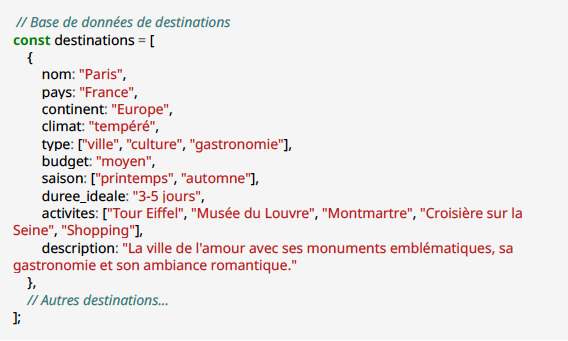 // Base de données de destinations
const destinations = [
{
nom: "Paris",
pays: "France",
continent: "Europe",
climat: "tempéré",
type: ["ville", "culture", "gastronomie"],
budget: "moyen",
saison: ["printemps", "automne"],
duree_ideale: "3-5 jours",
activites: ["Tour Eiffel", "Musée du Louvre", "Montmartre", "Croisière sur la
Seine", "Shopping"],
description: "La ville de l'amour avec ses monuments emblématiques, sa
gastronomie et son ambiance romantique."
},
// Autres destinations...
];